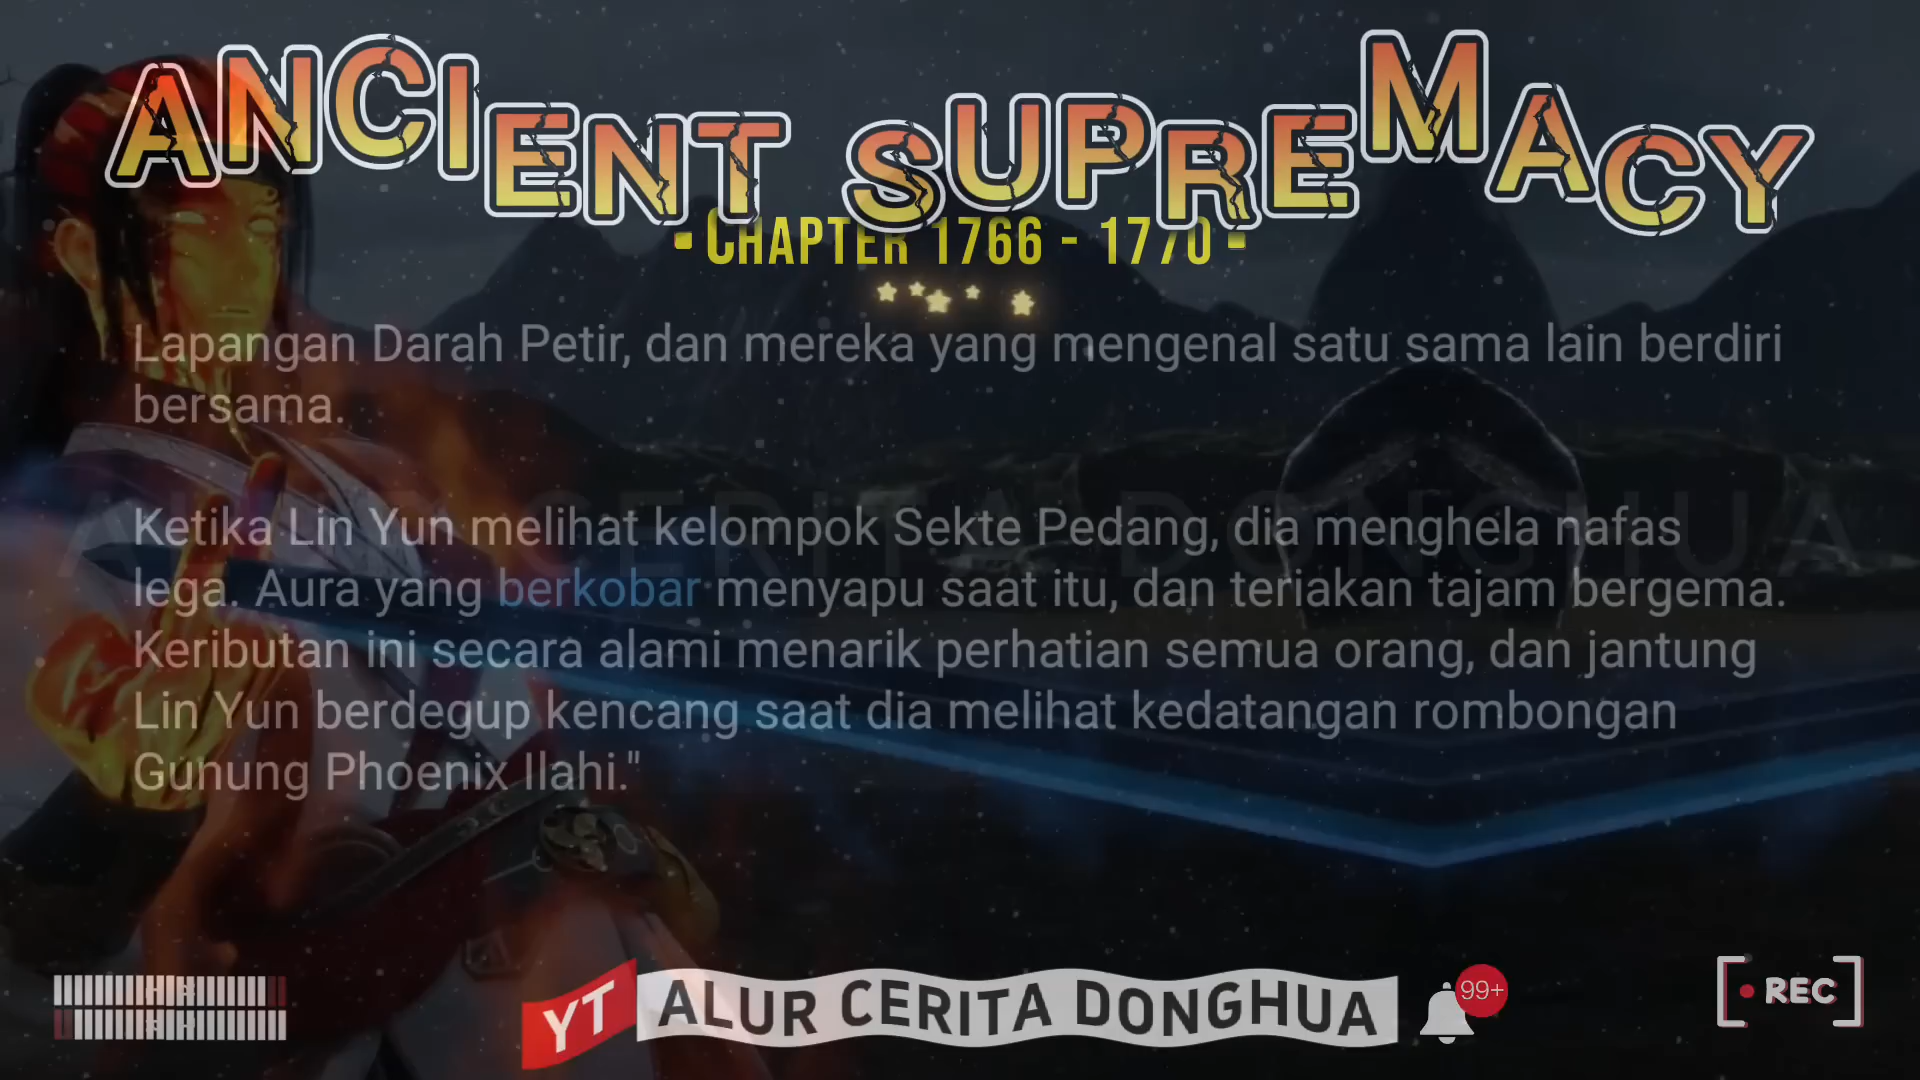 ANCIENT SUPREMACY
▪ CHAPTER 1766 - 1770 ▪
Lapangan Darah Petir, dan mereka yang mengenal satu sama lain berdiri
bersama.
ALUR CERITA DONGHUA
Ketika Lin Yun melihat kelompok Sekte Pedang, dia menghela nafas
lega. Aura yang berkobar menyapu saat itu, dan teriakan tajam bergema.
Keributan ini secara alami menarik perhatian semua orang, dan jantung
Lin Yun berdegup kencang saat dia melihat kedatangan rombongan
Gunung Phoenix Ilahi."
YT ALUR CERITA DONGHUA 99+
REC